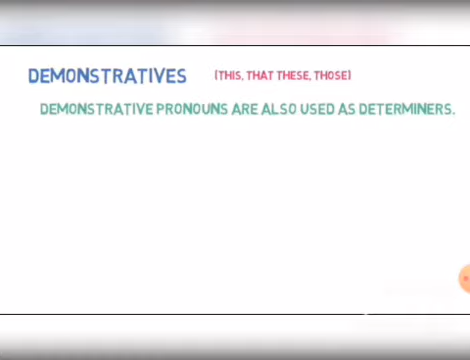 DEMONSTRATIVES (THIS, THAT THESE, THOSE)
DEMONSTRATIVE PRONOUNS ARE ALSO USED AS DETERMINERS.